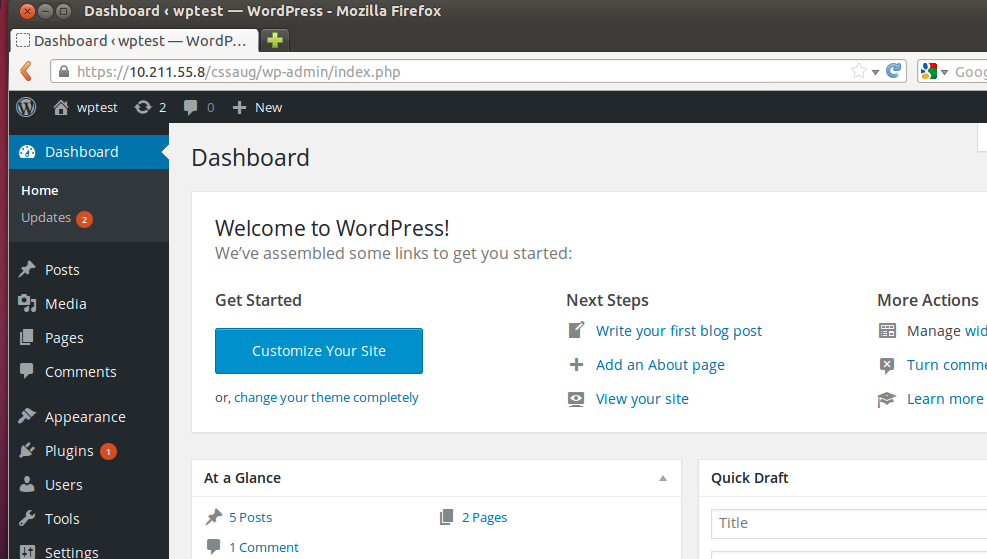 Dashboard ‹ wptest — WordPress - Mozilla Firefox
Dashboard ‹ wptest — WordP...
https://10.211.55.8/cssaug/wp-admin/index.php
Goog
wptest 2 0 New
Dashboard
Home
Updates 2
Posts
Media
Pages
Comments
Appearance
Plugins 1
Users
Tools
Settings
Dashboard
Welcome to WordPress!
We've assembled some links to get you started:
Get Started
Customize Your Site
or, change your theme completely
Next Steps
Write your first blog post
Add an About page
View your site
More Actions
Manage wid
Turn comme
Learn more
At a Glance
5 Posts
2 Pages
1 Comment
Quick Draft
Title